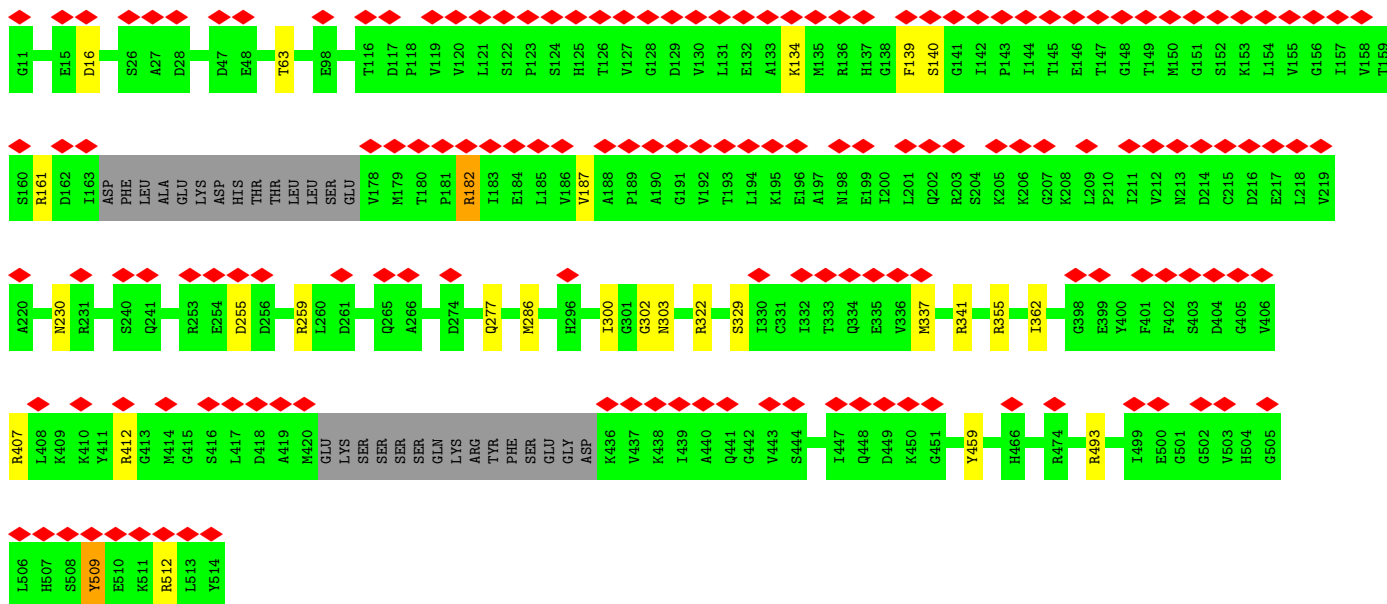 G11 E15 D16 S26 A27 D28 D47 E48 T63 E98 T116 D117 P118 V119 V120 L121 S122 P123 S124 H125 T126 V127 G128 D129 V130 L131 E132 A133 K134 M135 R136 H137 G138 F139 S140 G141 I142 P143 I144 T145 E146 T147 G148 T149 M150 G151 S152 K153 L154 V155 G156 I157 V158 T159
S160 R161 D162 I163 ASP PHE LEU ALA GLU LYS ASP HIS THR THR LEU LEU SER GLU V178 M179 T180 P181 R182 I183 E184 L185 V186 V187 A188 P189 A190 G191 V192 T193 L194 K195 E196 A197 N198 E199 I200 L201 Q202 R203 S204 K205 K206 G207 K208 L209 P210 I211 V212 N213 D214 C215 D216 E217 L218 V219
A220 N230 R231 S240 Q241 R253 E254 D255 D256 R259 L260 D261 Q265 A266 D274 Q277 M286 H296 I300 G301 G302 N303 R322 S329 I330 C331 I332 T333 Q334 E335 V336 M337 R341 R355 I362 G398 E399 Y400 F401 F402 S403 D404 G405 V406
R407 L408 K409 K410 Y411 R412 G413 M414 G415 S416 L417 D418 A419 M420 GLU LYS SER SER SER SER GLN LYS ARG TYR PHE SER GLU GLY ASP K436 V437 K438 I439 A440 Q441 G442 V443 S444 I447 Q448 D449 K450 G451 Y459 H466 R474 R493 I499 E500 G501 G502 V503 H504 G505
L506 H507 S508 Y509 E510 K511 R512 L513 Y514